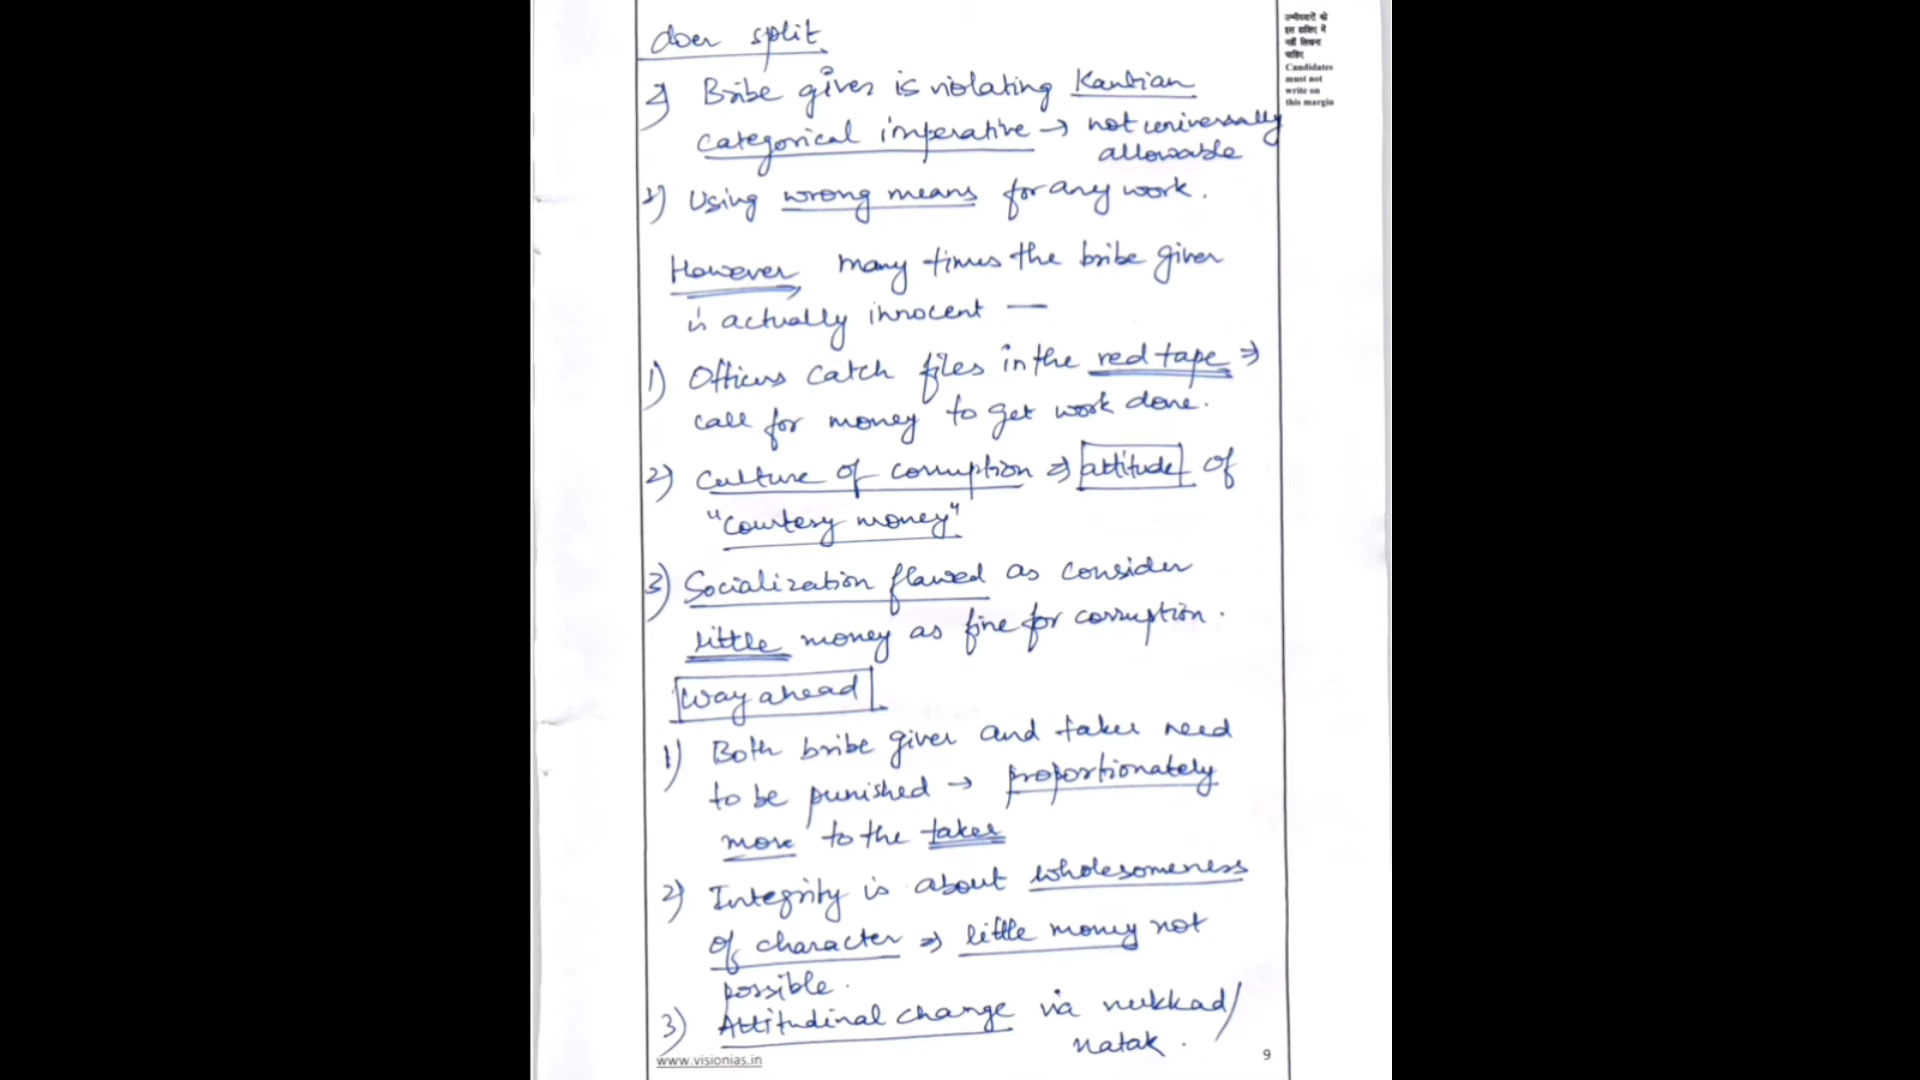 doer split
2) Bribe giver is violating Kantian
categorical imperative → not universally
allowable
3) Using wrong means for any work.
However, many times the bribe giver
is actually innocent —
1) Officers catch files in the red tape ⇒
call for money to get work done.
2) Culture of corruption ⇒ attitude of
"courtesy money"
3) Socialization flawed as consider
little money as fine for corruption.
Way ahead
1) Both bribe giver and taker need
to be punished → proportionately
more to the taker
2) Integrity is about wholesomeness
of character ⇒ little money not
possible.
3) Attitudinal change via nukkad/
natak.
www.visionias.in
9
उम्मीदवारों को
इस हाशिए में
नहीं लिखना
चाहिए
Candidates
must not
write on
this margin